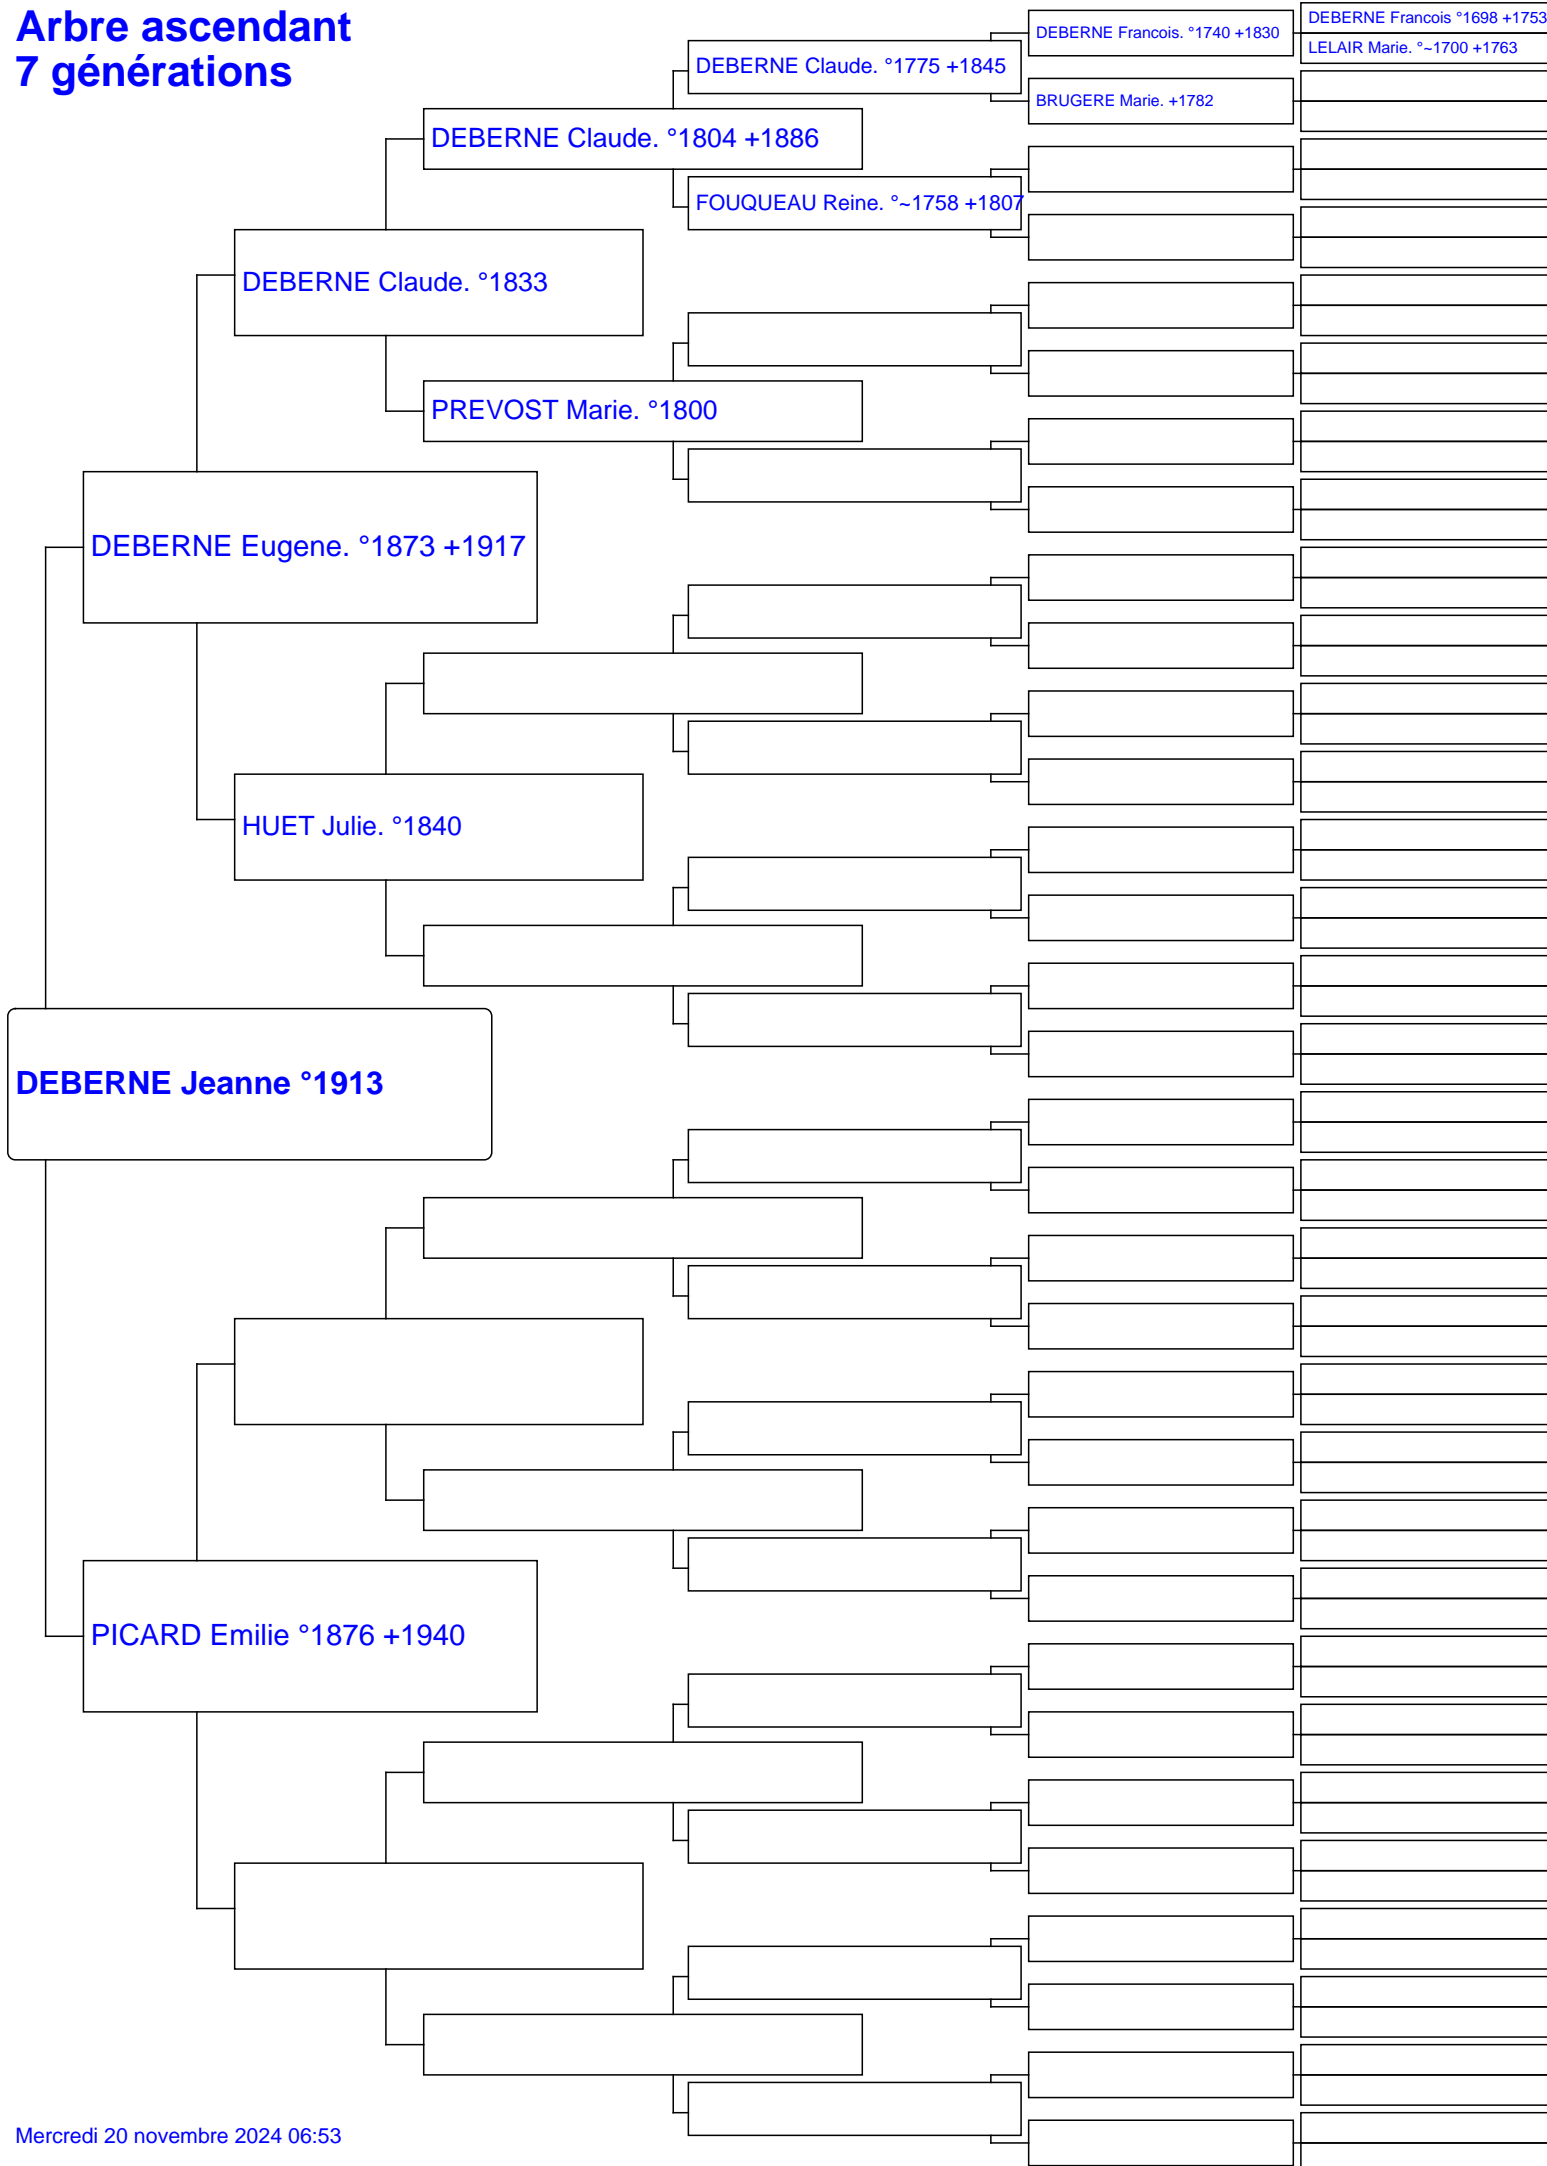 Arbre ascendant
7 générations
DEBERNE Francois °1698 +1753
LELAIR Marie. °~1700 +1763
DEBERNE Francois. °1740 +1830
BRUGERE Marie. +1782
DEBERNE Claude. °1775 +1845
FOUQUEAU Reine. °~1758 +1807
DEBERNE Claude. °1804 +1886
DEBERNE Claude. °1833
PREVOST Marie. °1800
DEBERNE Eugene. °1873 +1917
HUET Julie. °1840
DEBERNE Jeanne °1913
PICARD Emilie °1876 +1940
Mercredi 20 novembre 2024 06:53